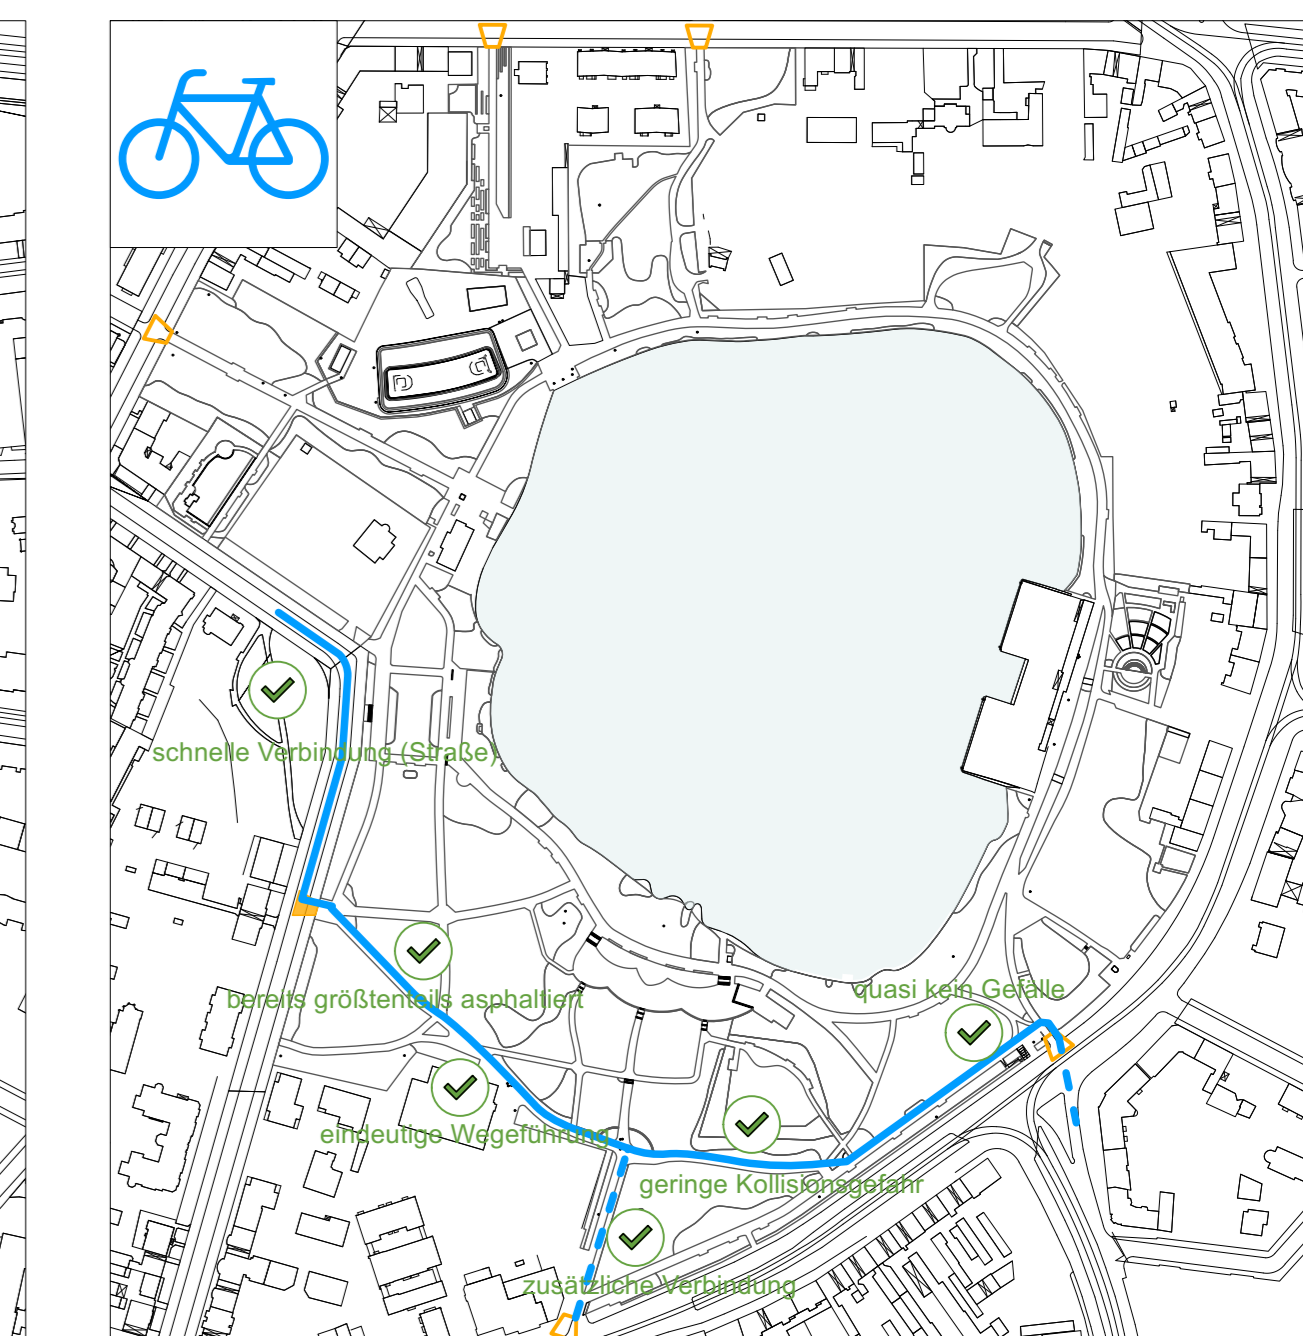 schnelle Verbindung (Straße)
bereits größtenteils asphaltiert
quasi kein Gefälle
eindeutige Wegeführung
geringe Kollisionsgefahr
zusätzliche Verbindung